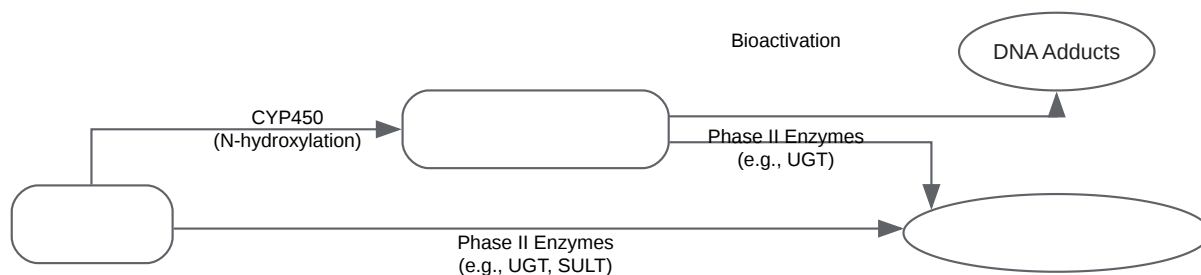 Bioactivation
DNA Adducts
CYP450
(N-hydroxylation)
Phase II Enzymes
(e.g., UGT)
Phase II Enzymes
(e.g., UGT, SULT)